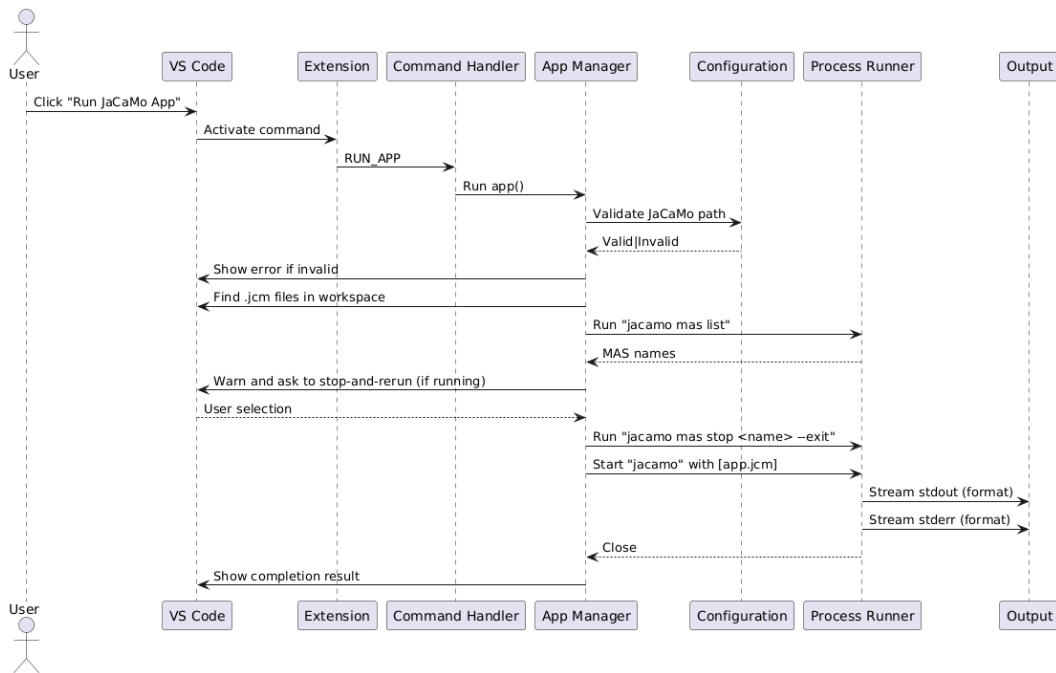 User
VS Code
Extension
Command Handler
App Manager
Configuration
Process Runner
Output
Click "Run JaCaMo App"
Activate command
RUN_APP
Run app()
Validate JaCaMo path
Valid|Invalid
Show error if invalid
Find .jcm files in workspace
Run "jacamo mas list"
MAS names
Warn and ask to stop-and-rerun (if running)
User selection
Run "jacamo mas stop <name> --exit"
Start "jacamo" with [app.jcm]
Stream stdout (format)
Stream stderr (format)
Close
Show completion result
User
VS Code
Extension
Command Handler
App Manager
Configuration
Process Runner
Output